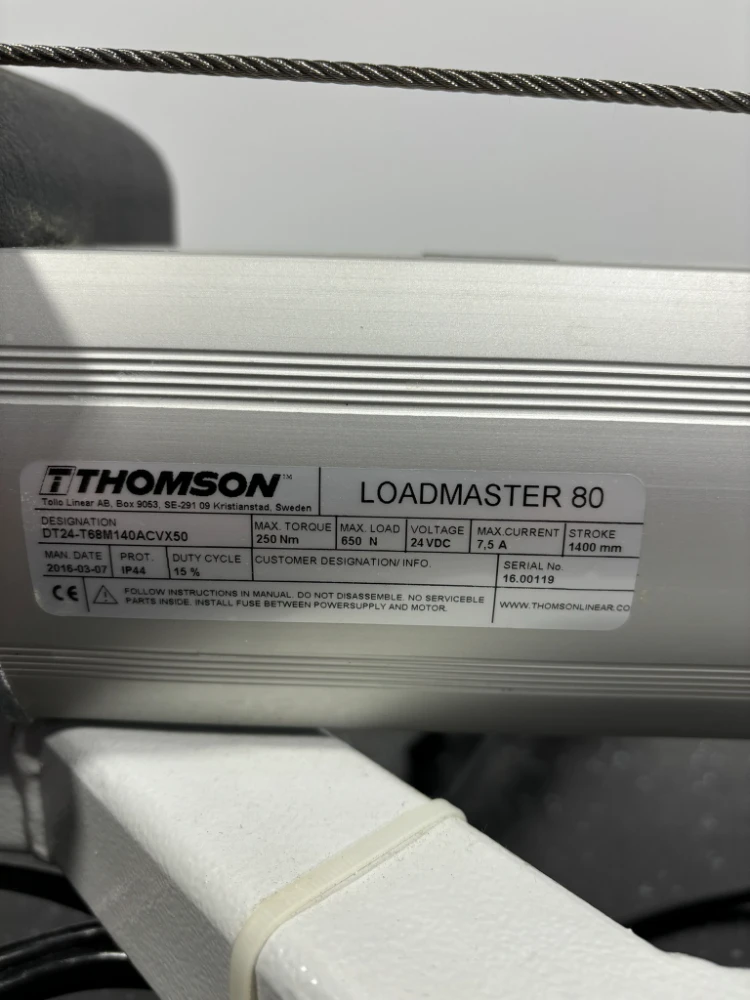 THOMSON™
Tollo Linear AB, Box 9053, SE-291 09 Kristianstad, Sweden
LOADMASTER 80
DESIGNATION
DT24-T68M140ACVX50
MAX. TORQUE
250 Nm
MAX. LOAD
650 N
VOLTAGE
24 VDC
MAX.CURRENT
7,5 A
STROKE
1400 mm
MAN. DATE
2016-03-07
PROT.
IP44
DUTY CYCLE
15 %
CUSTOMER DESIGNATION/ INFO.
SERIAL No.
16.00119
CE
FOLLOW INSTRUCTIONS IN MANUAL. DO NOT DISASSEMBLE. NO SERVICEBLE
PARTS INSIDE. INSTALL FUSE BETWEEN POWERSUPPLY AND MOTOR.
WWW.THOMSONLINEAR.CO